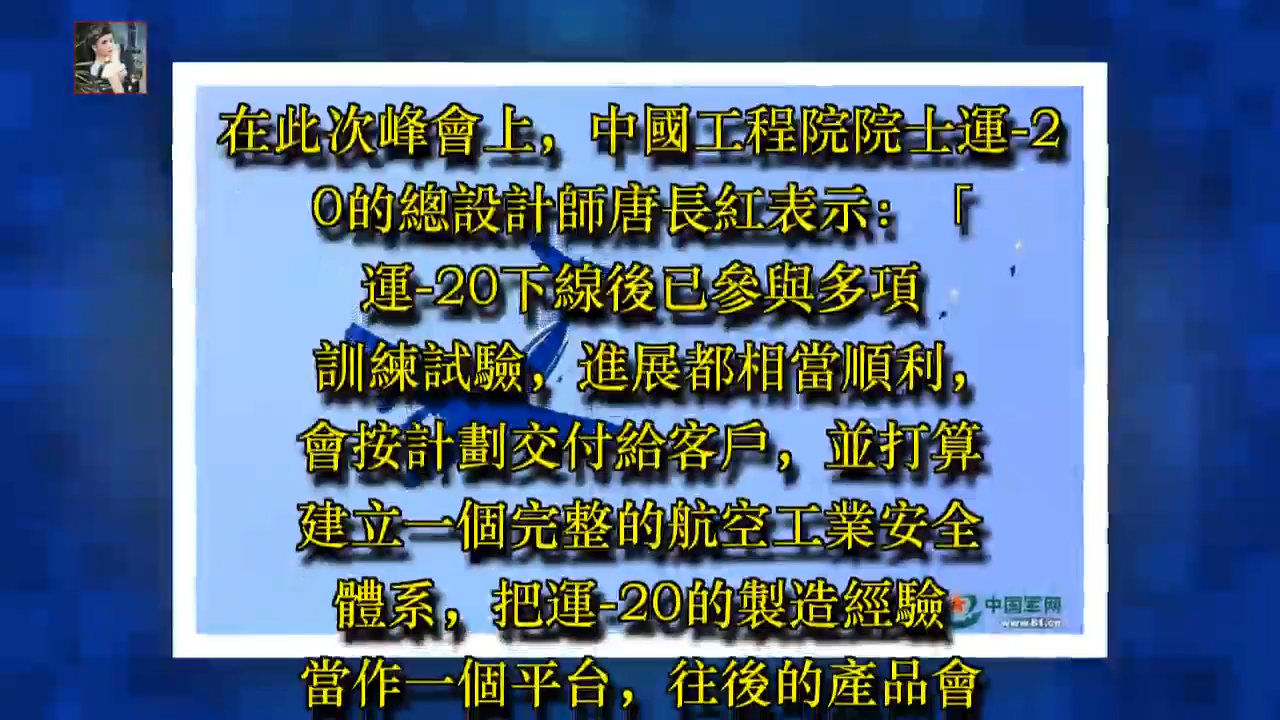 在此次峰會上，中國工程院院士運-2
0的總設計師唐長紅表示：「
運-20下線後已參與多項
訓練試驗，進展都相當順利，
會按計劃交付給客戶，並打算
建立一個完整的航空工業安全
體系，把運-20的製造經驗
當作一個平台，往後的產品會
中国军网
www.81.cn